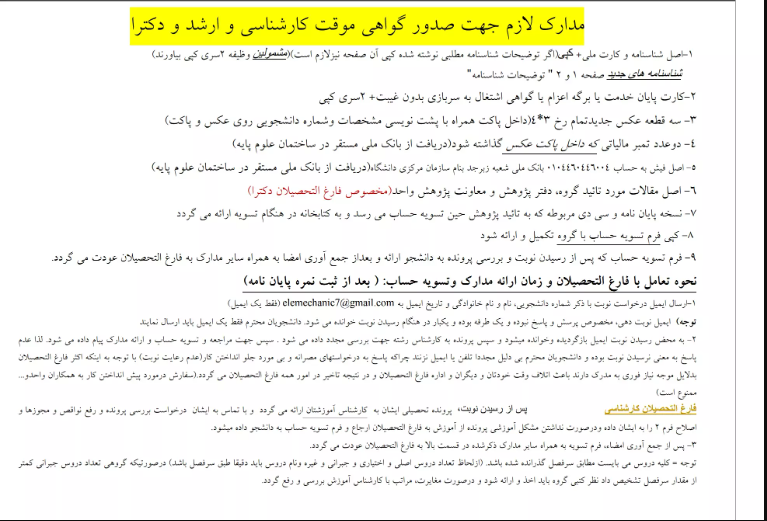 مدارک لازم جهت صدور گواهی موقت کارشناسی و ارشد و دکترا
۱-اصل شناسنامه و کارت ملی+ کپی(اگر توضیحات شناسنامه مطلبی نوشته شده کپی آن صفحه نیزلازم است)(مشمولین وظیفه ۲سری کپی بیاورند)
شناسنامه های جدید صفحه ۱ و ۲ " توضیحات شناسنامه"
۲-کارت پایان خدمت یا برگه اعزام یا گواهی اشتغال به سربازی بدون غیبت+ ۲سری کپی
۳- سه قطعه عکس جدیدتمام رخ ۳*۴(داخل پاکت همراه با پشت نویسی مشخصات وشماره دانشجویی روی عکس و پاکت)
۴- دوعدد تمبر مالیاتی که داخل پاکت عکس گذاشته شود(دریافت از بانک ملی مستقر در ساختمان علوم پایه)
۵- اصل فیش به حساب ۰۱۰۴۴۶۰۴۴۶۰۰۴ بانک ملی شعبه زبرجد بنام سازمان مرکزی دانشگاه(دریافت از بانک ملی مستقر در ساختمان علوم پایه)
۶- اصل مقالات مورد تائید گروه، دفتر پژوهش و معاونت پژوهش واحد(مخصوص فارغ التحصیلان دکترا)
۷- نسخه پایان نامه و سی دی مربوطه که به تائید پژوهش حین تسویه حساب می رسد و به کتابخانه در هنگام تسویه ارائه می گردد
۸- کپی فرم تسویه حساب با گروه تکمیل و ارائه شود
۹- فرم تسویه حساب که پس از رسیدن نوبت و بررسی پرونده به دانشجو ارائه و بعداز جمع آوری امضا به همراه سایر مدارک به فارغ التحصیلان عودت می گردد.
نحوه تعامل با فارغ التحصیلان و زمان ارائه مدارک وتسویه حساب: ( بعد از ثبت نمره پایان نامه)
۱-ارسال ایمیل درخواست نوبت با ذکر شماره دانشجویی، نام و نام خانوادگی و تاریخ ایمیل به elemechanic7@gmail.com (فقط یک ایمیل)
توجه) ایمیل نوبت دهی، مخصوص پرسش و پاسخ نبوده و یک طرفه بوده و یکبار در هنگام رسیدن نوبت خوانده می شود. دانشجویان محترم فقط یک ایمیل باید ارسال نمایند
۲- به محض رسیدن نوبت ایمیل بازگردیده وخوانده میشود و سپس پرونده به کارشناس رشته جهت بررسی مجدد داده می شود . سپس جهت مراجعه و تسویه حساب و ارائه مدارک پیام داده می شود. لذا عدم
پاسخ به معنی نرسیدن نوبت بوده و دانشجویان محترم بی دلیل مجددا تلفن یا ایمیل نزنند چراکه پاسخ به درخواستهای مصرانه و بی مورد جلو انداختن کار(عدم رعایت نوبت) با توجه به اینکه اکثر فارغ التحصیلان
بدلایل موجه نیاز فوری به مدرک دارند باعث اتلاف وقت خودتان و دیگران و اداره فارغ التحصیلان و در نتیجه تاخیر در امور همه فارغ التحصیلان می گردد.(سفارش درمورد پیش انداختن کار به همکاران واحدو...
ممنوع است)
فارغ التحصیلان کارشناسی پس از رسیدن نوبت، پرونده تحصیلی ایشان به کارشناس آموزشتان ارائه می گردد و با تماس به ایشان درخواست بررسی پرونده و رفع نواقص و مجوزها و
اصلاح فرم ۲ را به ایشان داده ودرصورت نداشتن مشکل آموزشی پرونده از آموزش به فارغ التحصیلان ارجاع و فرم تسویه حساب به دانشجو داده میشود.
۳- پس از جمع آوری امضاء، فرم تسویه به همراه سایر مدارک ذکرشده در قسمت بالا به فارغ التحصیلان عودت می گردد.
توجه = کلیه دروس می بایست مطابق سرفصل گذرانده شده باشد. (ازلحاظ تعداد دروس اصلی و اختیاری و جبرانی و غیره ونام دروس باید دقیقا طبق سرفصل باشد) درصورتیکه گروهی تعداد دروس جبرانی کمتر
از مقدار سرفصل تشخیص داد نظر کتبی گروه باید اخذ و ارائه شود و درصورت مغایرت، مراتب با کارشناس آموزش بررسی و رفع گردد.